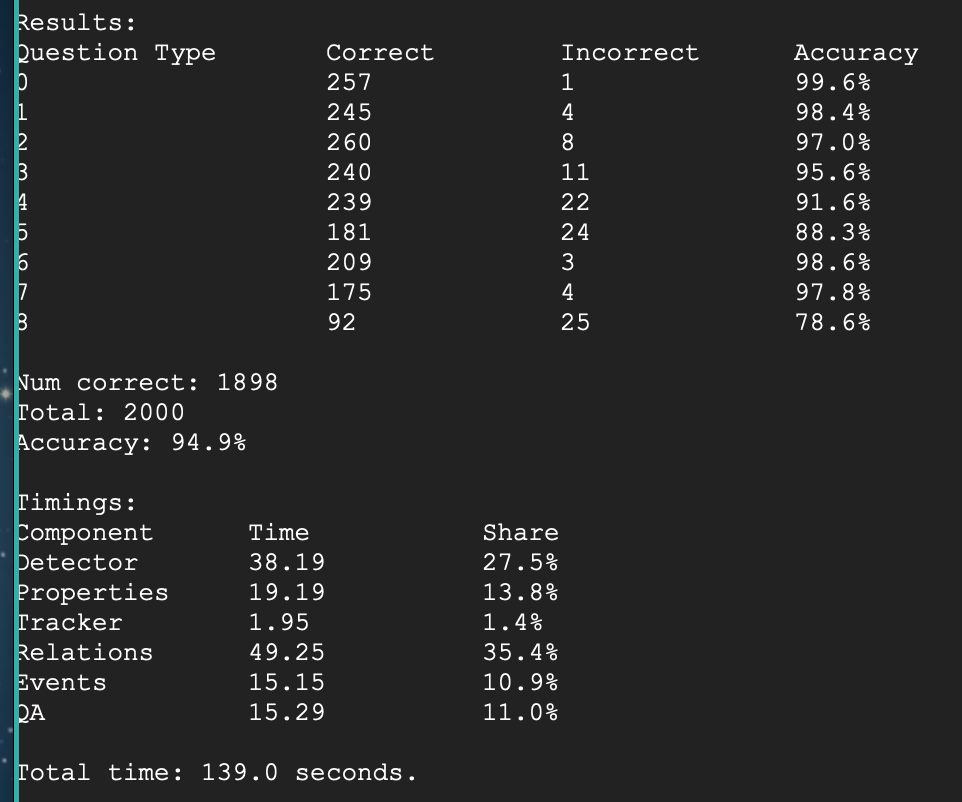 Results:
Question Type Correct Incorrect Accuracy
0 257 1 99.6%
1 245 4 98.4%
2 260 8 97.0%
3 240 11 95.6%
4 239 22 91.6%
5 181 24 88.3%
6 209 3 98.6%
7 175 4 97.8%
8 92 25 78.6%
Num correct: 1898
Total: 2000
Accuracy: 94.9%
Timings:
Component Time Share
Detector 38.19 27.5%
Properties 19.19 13.8%
Tracker 1.95 1.4%
Relations 49.25 35.4%
Events 15.15 10.9%
QA 15.29 11.0%
Total time: 139.0 seconds.